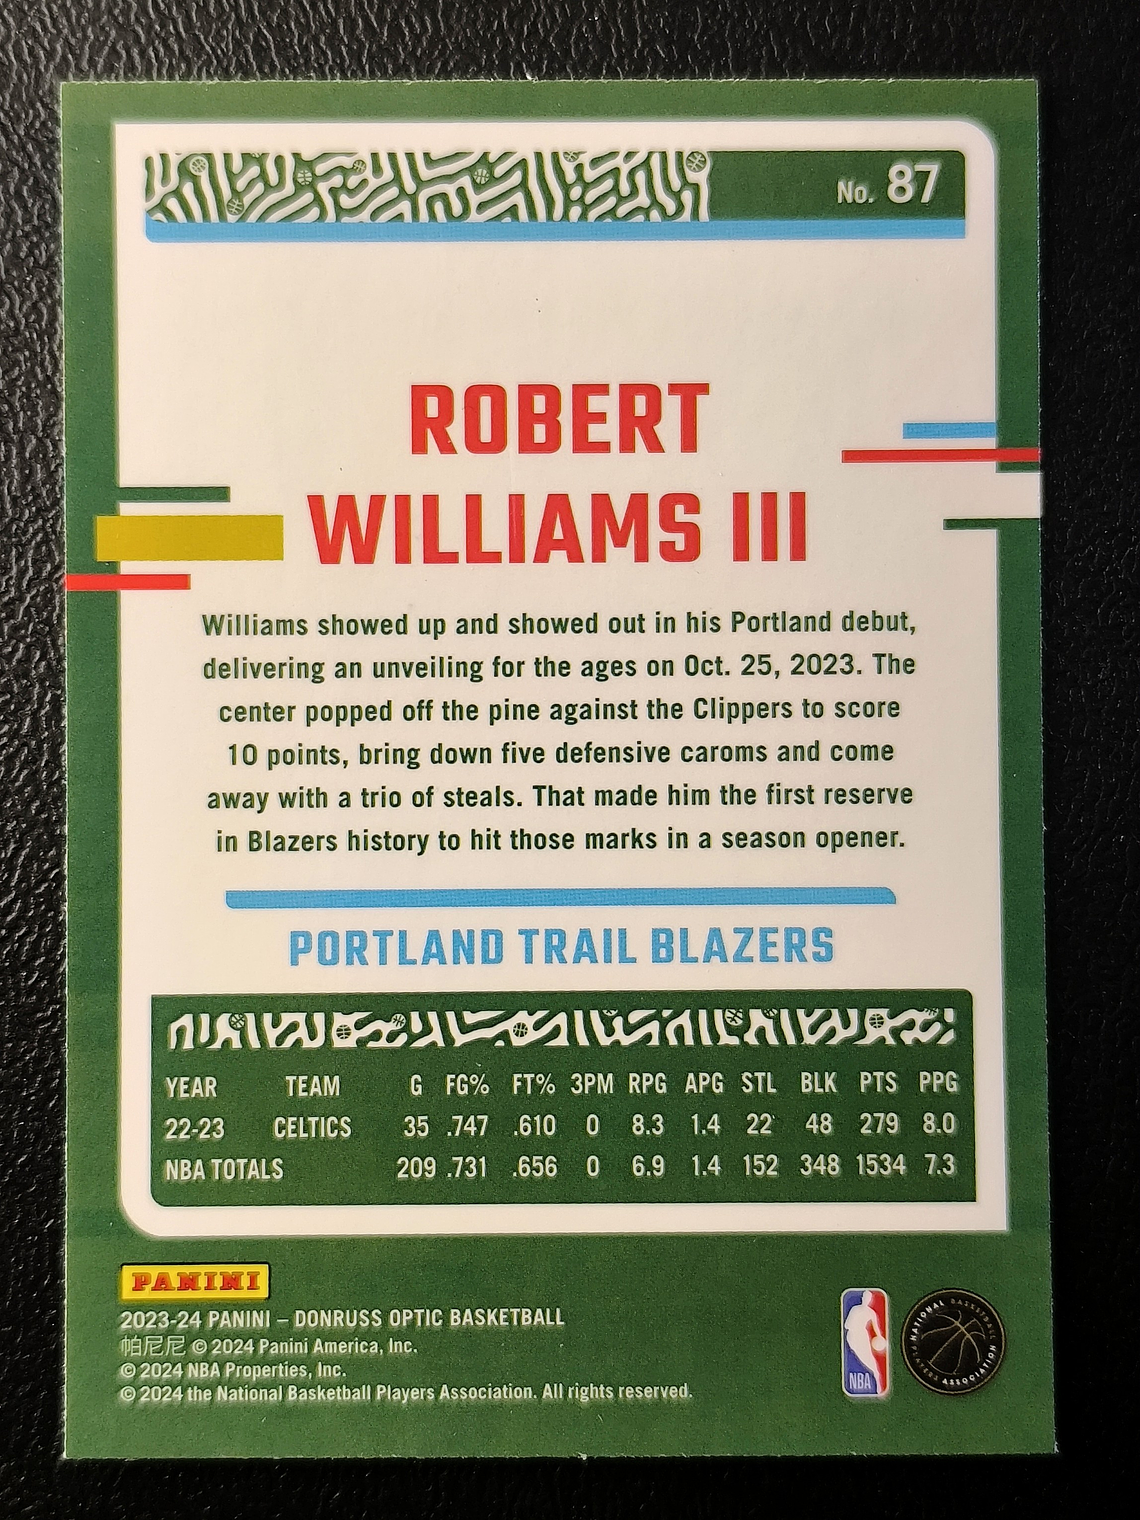 No. 87
ROBERT
WILLIAMS III
Williams showed up and showed out in his Portland debut,
delivering an unveiling for the ages on Oct. 25, 2023. The
center popped off the pine against the Clippers to score
10 points, bring down five defensive caroms and come
away with a trio of steals. That made him the first reserve
in Blazers history to hit those marks in a season opener.
PORTLAND TRAIL BLAZERS
YEAR TEAM G FG% FT% 3PM RPG APG STL BLK PTS PPG
22-23 CELTICS 35 .747 .610 0 8.3 1.4 22 48 279 8.0
NBA TOTALS 209 .731 .656 0 6.9 1.4 152 348 1534 7.3
PANINI
2023-24 PANINI – DONRUSS OPTIC BASKETBALL
帕尼尼 © 2024 Panini America, Inc.
© 2024 NBA Properties, Inc.
© 2024 the National Basketball Players Association. All rights reserved.
NBA
NATIONAL BASKETBALL PLAYERS ASSOCIATION